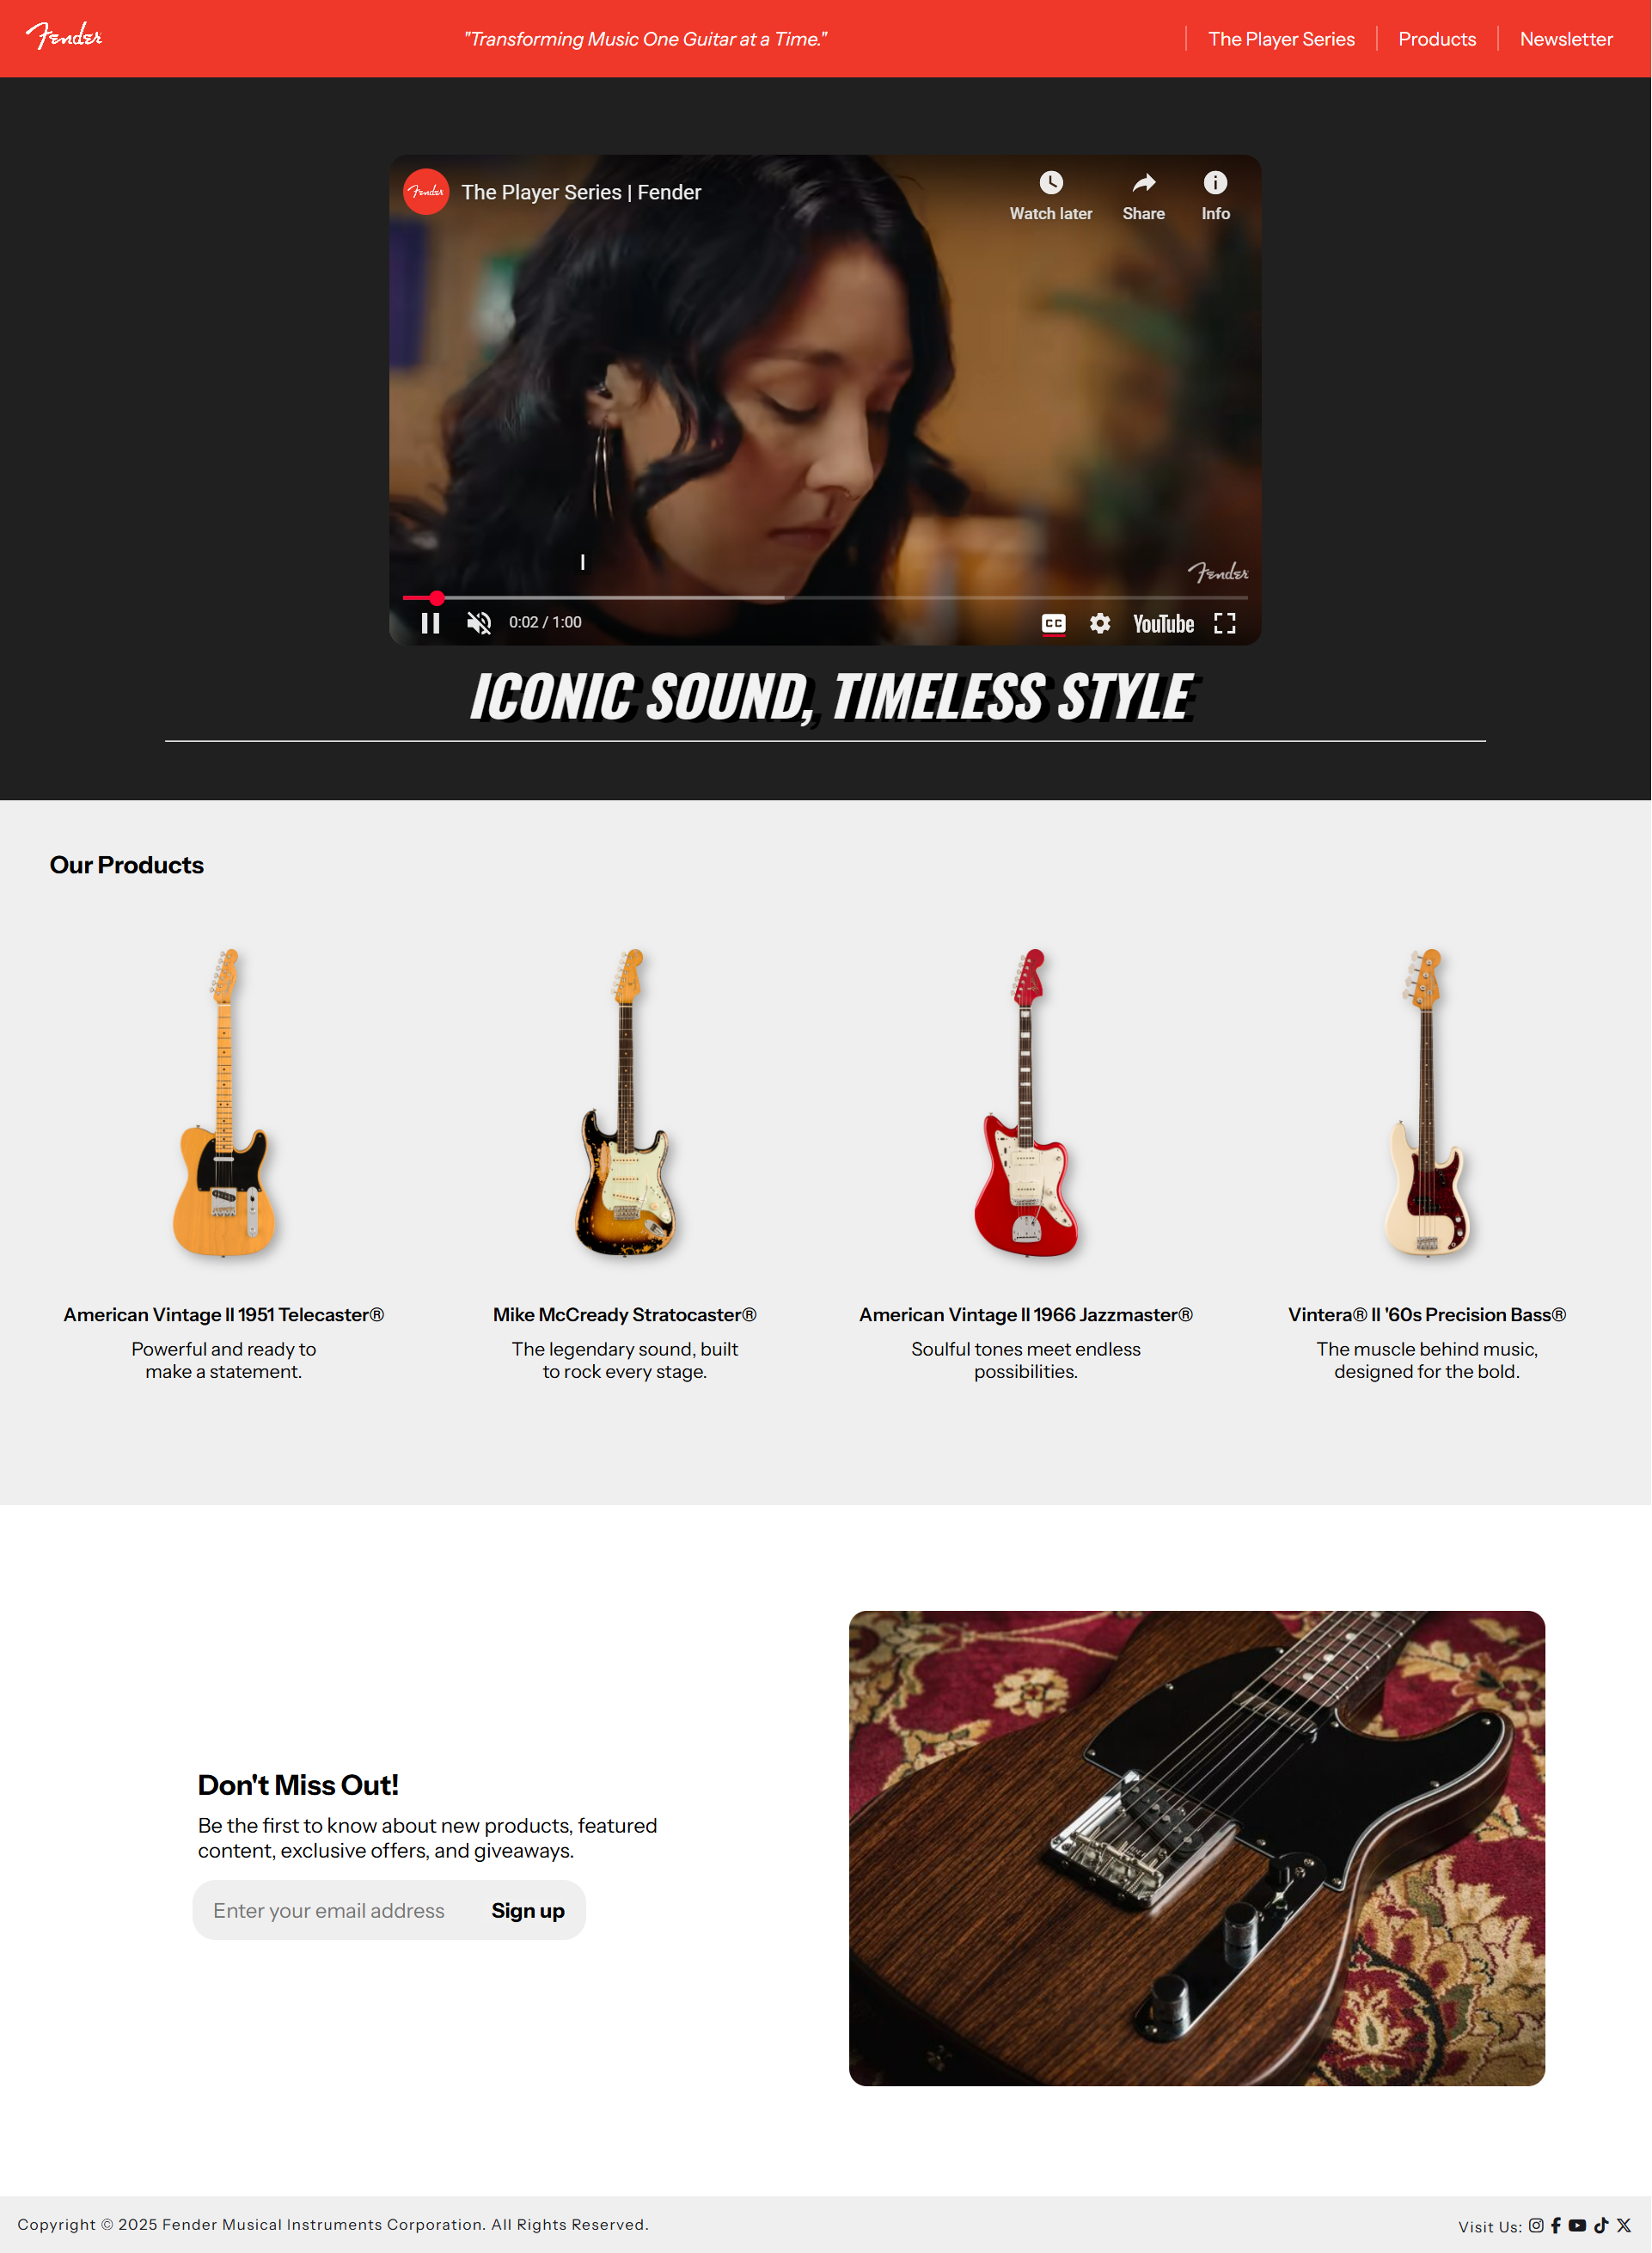 Fender
"Transforming Music One Guitar at a Time."
The Player Series
Products
Newsletter
Fender
The Player Series | Fender
Watch later
Share
Info
I
Fender
0:02 / 1:00
CC
YouTube
ICONIC SOUND, TIMELESS STYLE
Our Products
American Vintage II 1951 Telecaster®
Powerful and ready to
make a statement.
Mike McCready Stratocaster®
The legendary sound, built
to rock every stage.
American Vintage II 1966 Jazzmaster®
Soulful tones meet endless
possibilities.
Vintera® II '60s Precision Bass®
The muscle behind music,
designed for the bold.
Don't Miss Out!
Be the first to know about new products, featured
content, exclusive offers, and giveaways.
Enter your email address
Sign up
Copyright © 2025 Fender Musical Instruments Corporation. All Rights Reserved.
Visit Us: